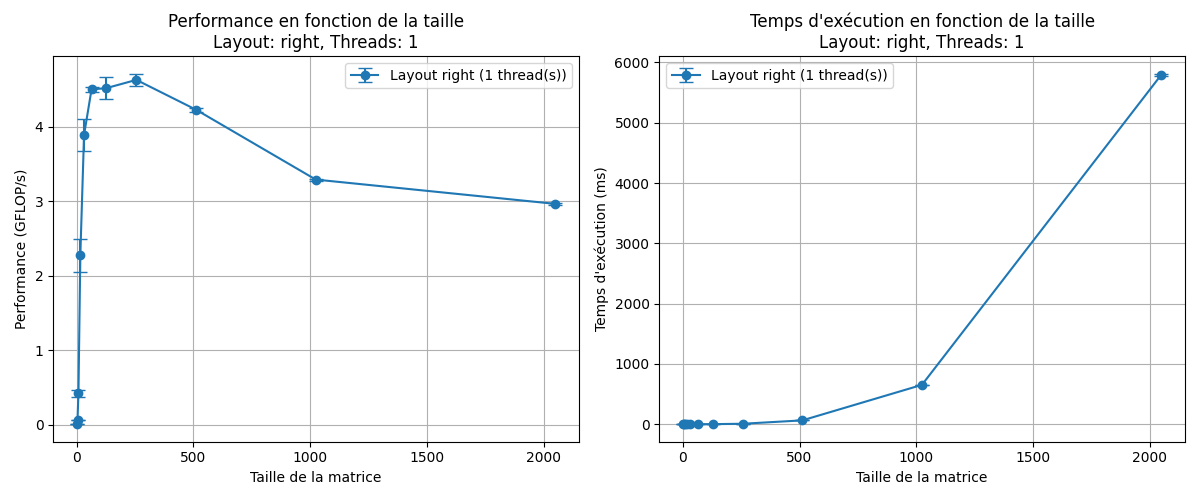 Performance en fonction de la taille
Layout: right, Threads: 1
Layout right (1 thread(s))
4
3
2
1
0
Performance (GFLOP/s)
0 500 1000 1500 2000
Taille de la matrice
Temps d'exécution en fonction de la taille
Layout: right, Threads: 1
Layout right (1 thread(s))
6000
5000
4000
3000
2000
1000
0
Temps d'exécution (ms)
0 500 1000 1500 2000
Taille de la matrice